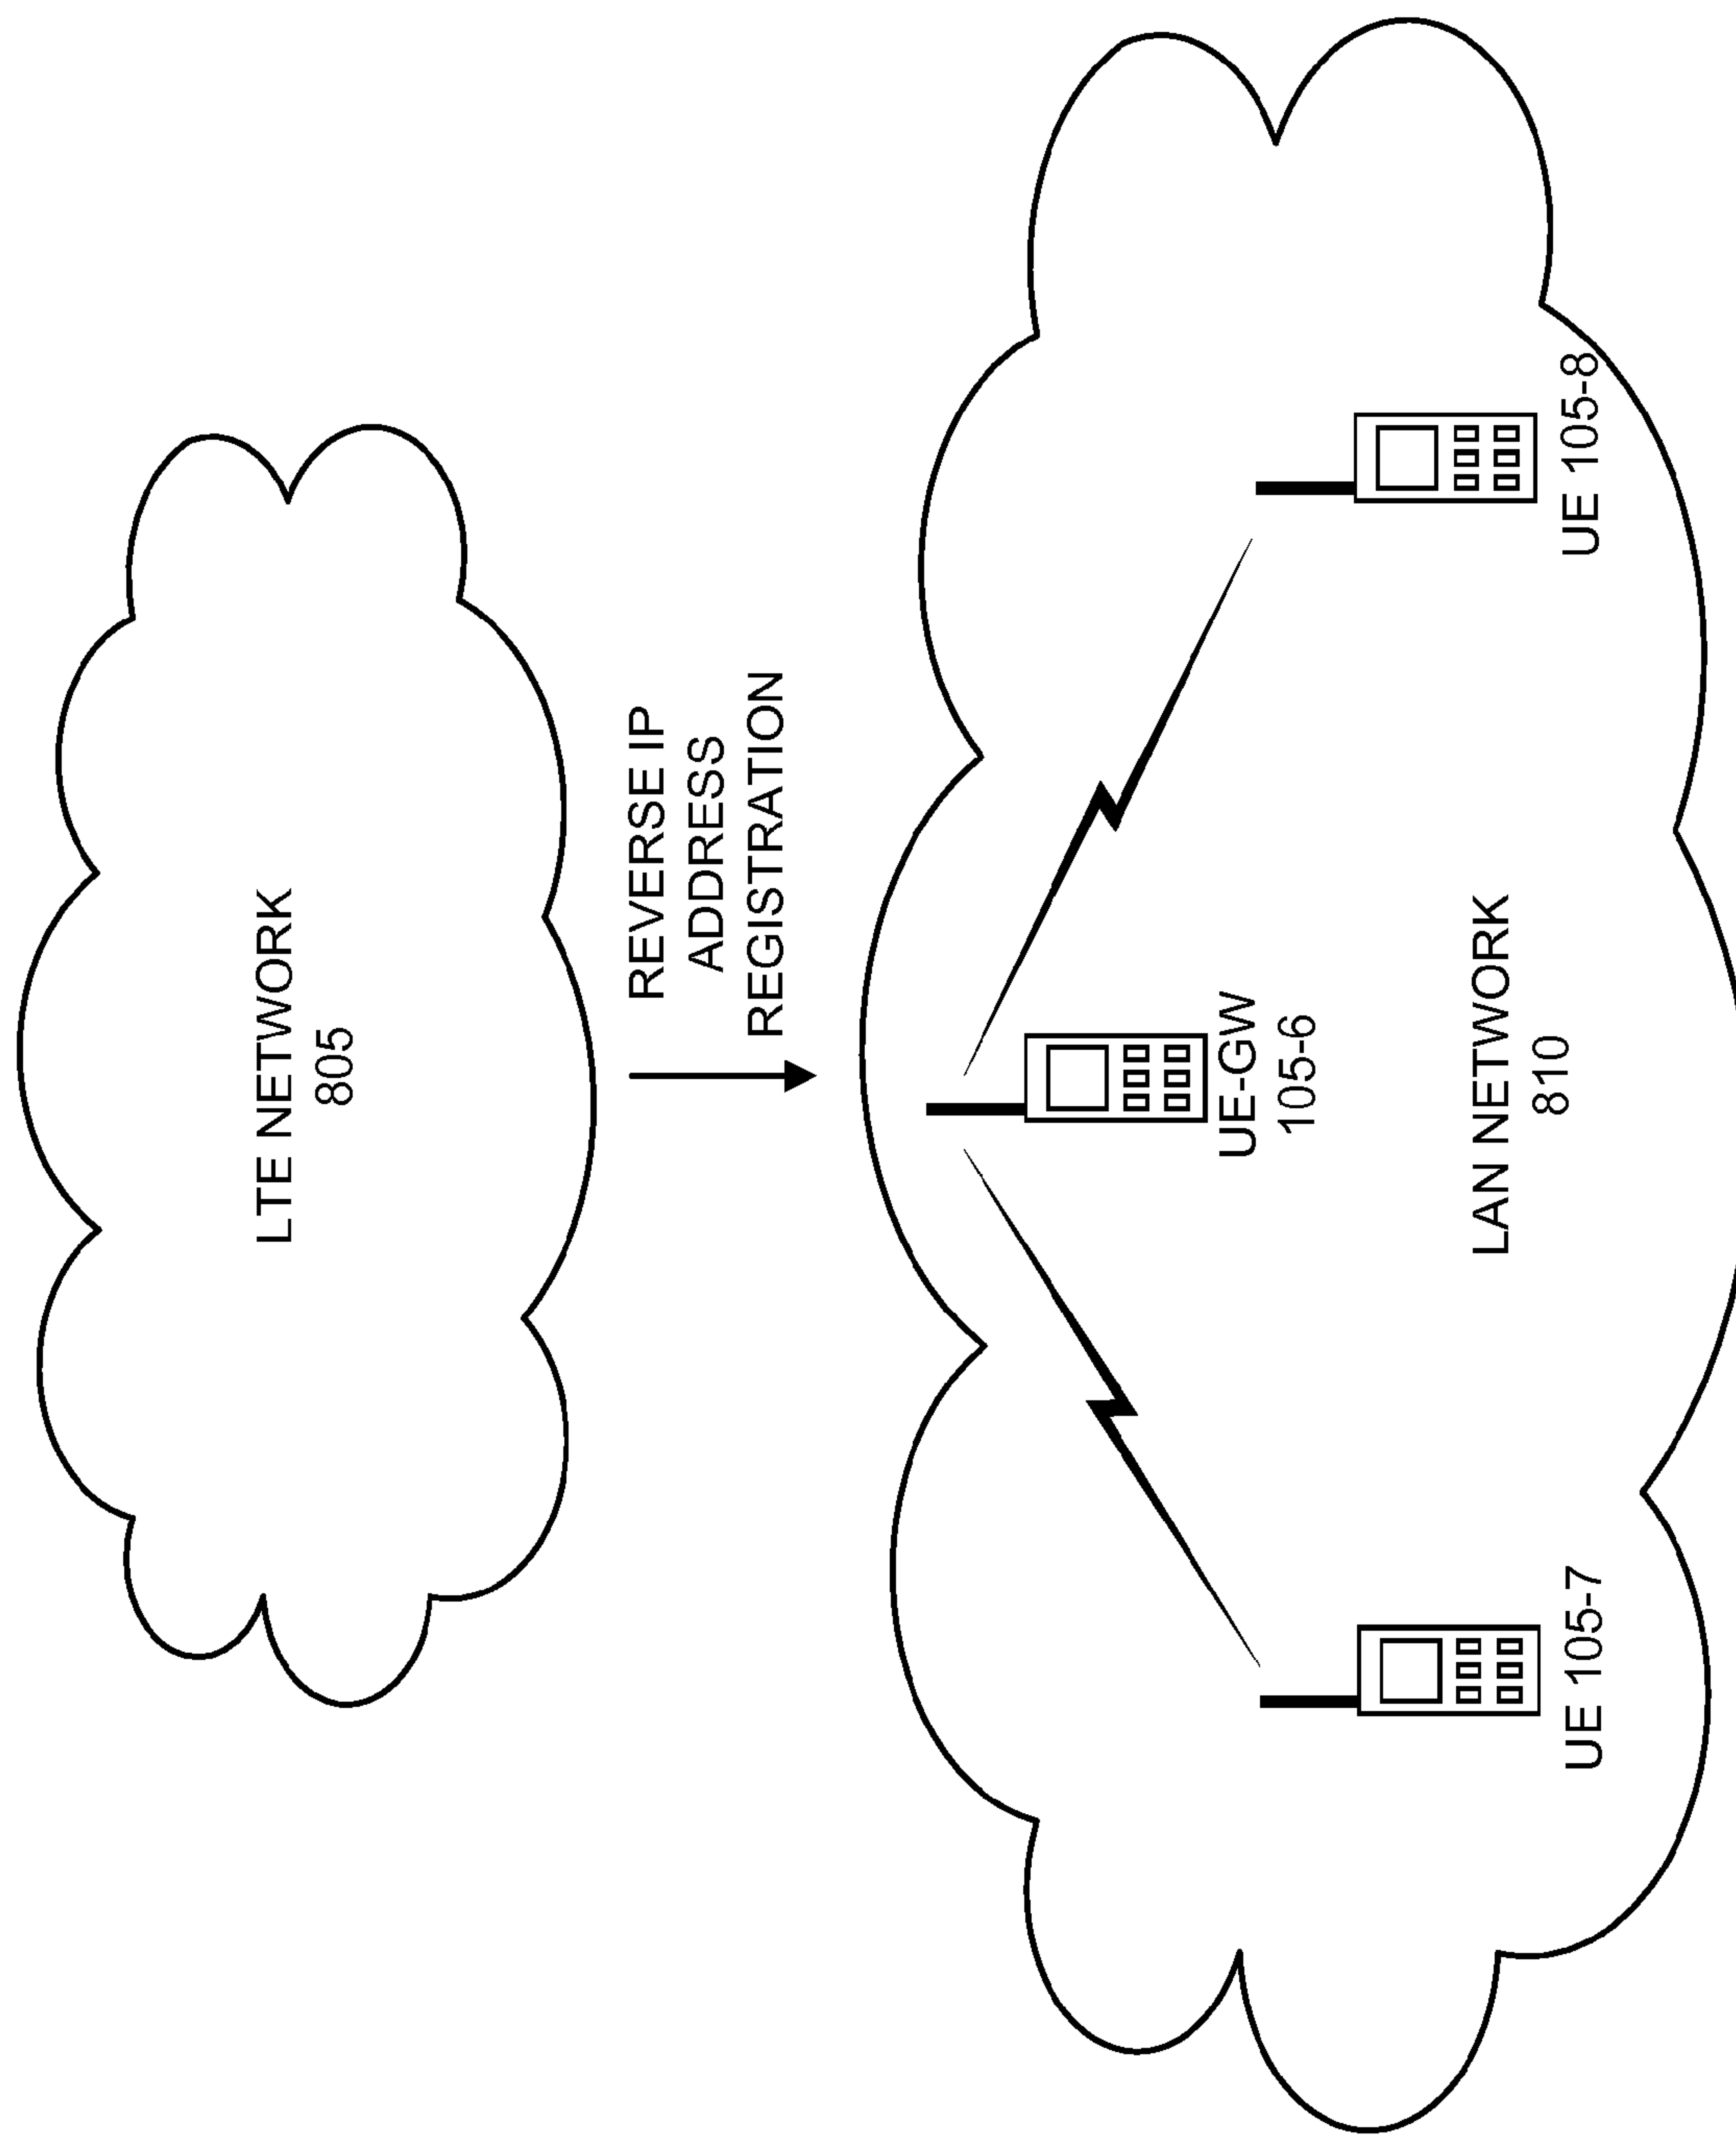 LTE NETWORK
805
REVERSE IP
ADDRESS
REGISTRATION
UE-GW
105-6
LAN NETWORK
810
UE 105-7
UE 105-8